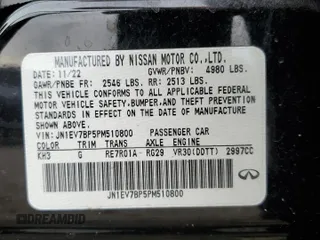 MANUFACTURED BY NISSAN MOTOR CO.,LTD.
DATE: 11/22 GVWR/PNBV: 4980 LBS.
GAWR/PNBE FR: 2546 LBS. RR: 2513 LBS.
THIS VEHICLE CONFORMS TO ALL APPLICABLE FEDERAL
MOTOR VEHICLE SAFETY,BUMPER,AND THEFT PREVENTION
STANDARDS IN EFFECT ON THE DATE OF MANUFACTURE
SHOWN ABOVE.
VIN: JN1EV7BP5PM510800 PASSENGER CAR
COLOR TRIM TRANS AXLE ENGINE
KH3 G RE7R01A RG29 VR30(DDTT) 2997CC
JN1EV7BP5PM510800
© DREAMBID